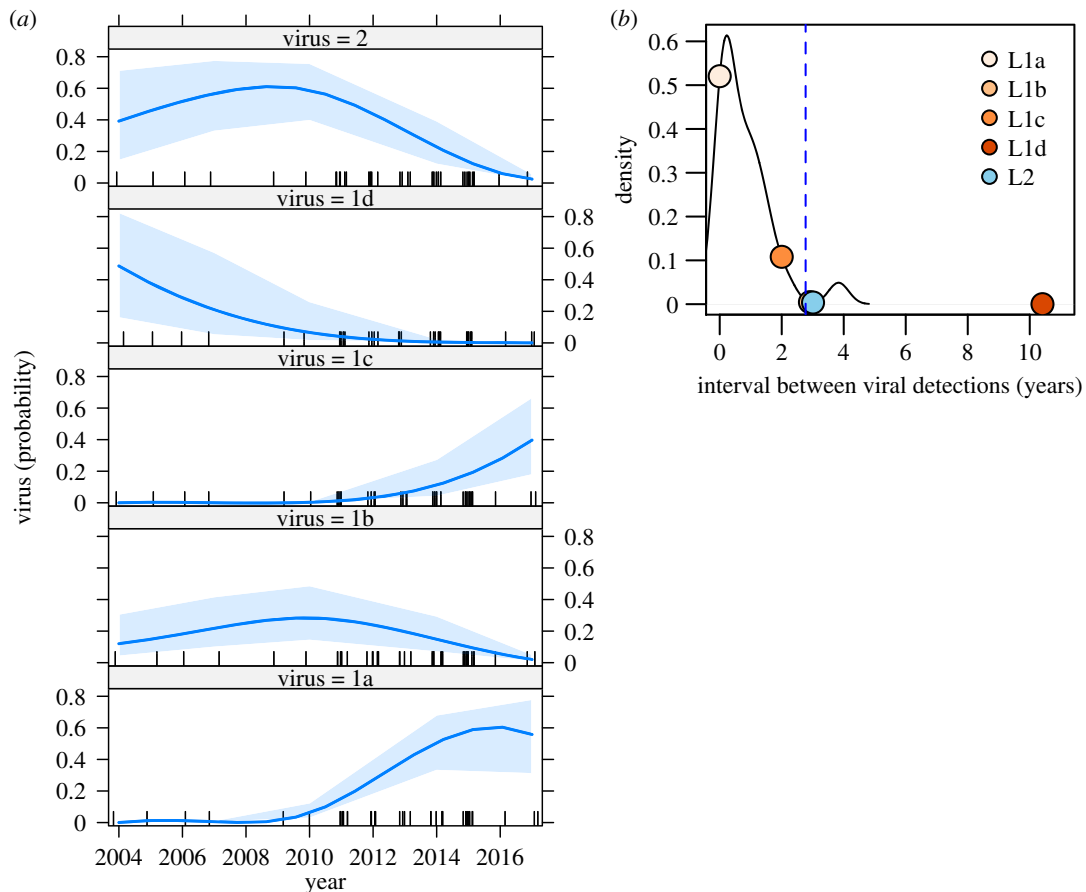 (a)
virus = 2
0.8
0.6
0.4
0.2
0
virus = 1d
0.8
0.6
0.4
0.2
0
virus = 1c
0.8
0.6
0.4
0.2
0
virus = 1b
0.8
0.6
0.4
0.2
0
virus = 1a
0.8
0.6
0.4
0.2
0
2004 2006 2008 2010 2012 2014 2016
year
virus (probability)
(b)
0.6
0.5
0.4
0.3
0.2
0.1
0
density
L1a
L1b
L1c
L1d
L2
0 2 4 6 8 10
interval between viral detections (years)